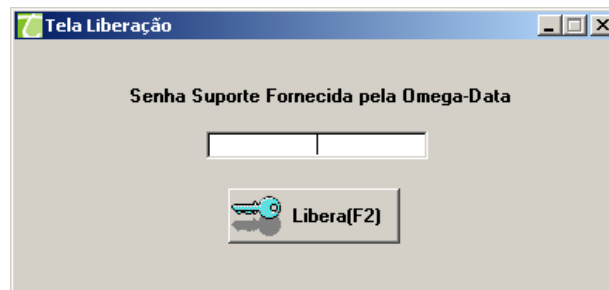 Tela Liberação
Senha Suporte Fornecida pela Omega-Data
Libera(F2)